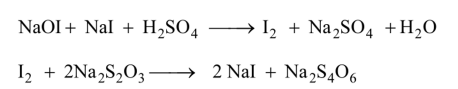 NaOI + NaI + H₂SO₄ ⟶ I₂ + Na₂SO₄ + H₂O
I₂ + 2Na₂S₂O₃ ⟶ 2 NaI + Na₂S₄O₆